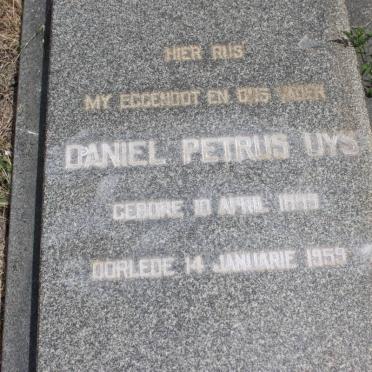 HIER RUS
MY EGGENOOT EN ONS VADER
DANIEL PETRUS UYS
GEBORE 10 APRIL
OORLEDE 14 JANUARIE 1959